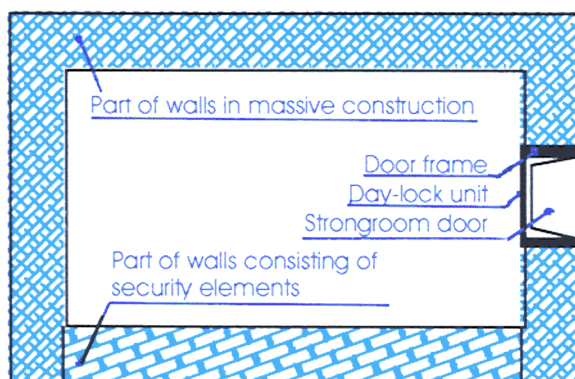 Part of walls in massive construction
Door frame
Day-lock unit
Strongroom door
Part of walls consisting of
security elements